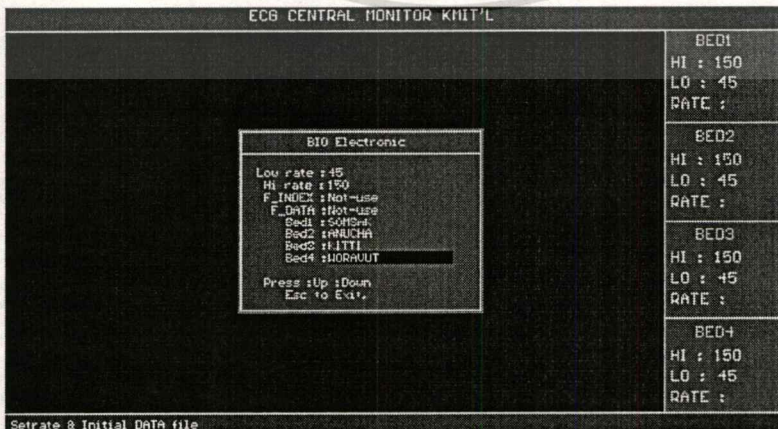 ECG CENTRAL MONITOR KMIT'L
BIO Electronic
Low rate :45
Hi rate :150
F_INDEX :Not-use
F_DATA :Not-use
Bed1 :
Bed2 :ANUCHA
Bed3 :KITTI
Bed4 :WORAVUT
Press :Up :Down
Esc to Exit.
BED1
HI : 150
LO : 45
RATE :
BED2
HI : 150
LO : 45
RATE :
BED3
HI : 150
LO : 45
RATE :
BED4
HI : 150
LO : 45
RATE :
Setrate & Initial DATA file